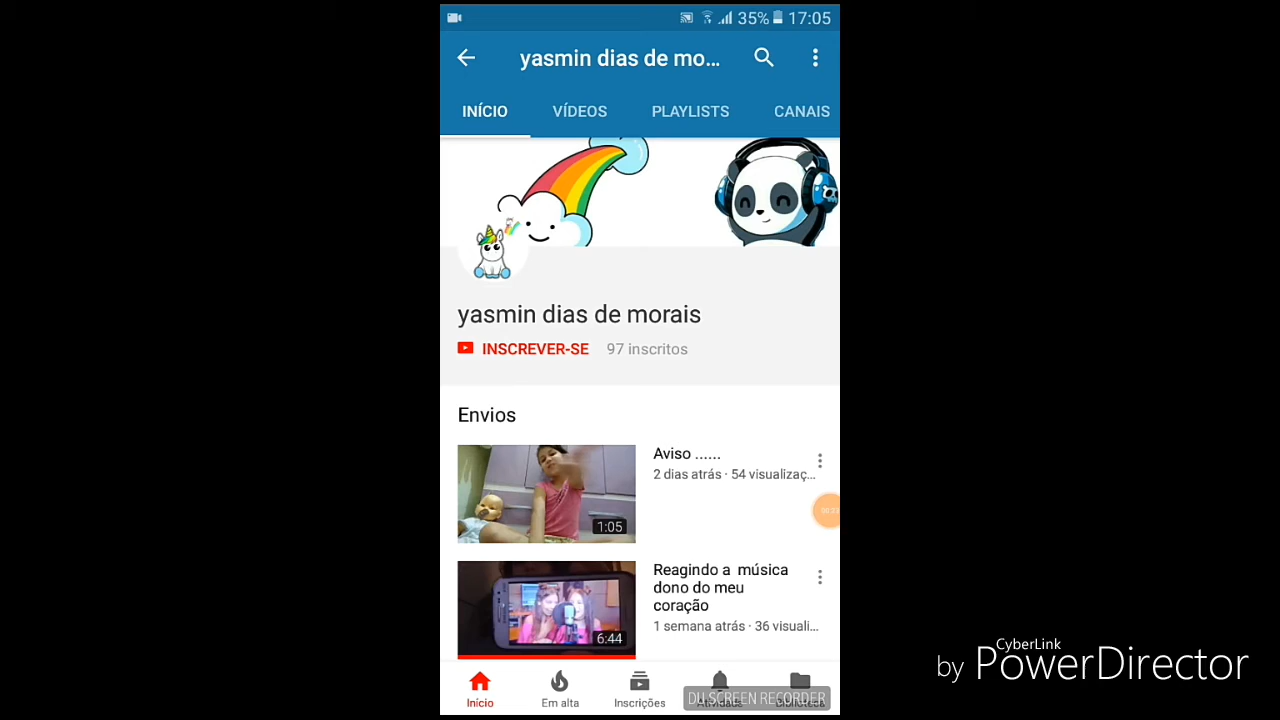 35% 17:05
yasmin dias de mo...
INÍCIO VÍDEOS PLAYLISTS CANAIS
yasmin dias de morais
INSCREVER-SE 97 inscritos
Envios
Aviso ......
2 dias atrás · 54 visualizaç...
1:05
Reagindo a música
dono do meu
coração
1 semana atrás · 36 visuali...
6:44
Início Em alta Inscrições
DU SCREEN RECORDER
CyberLink
by PowerDirector